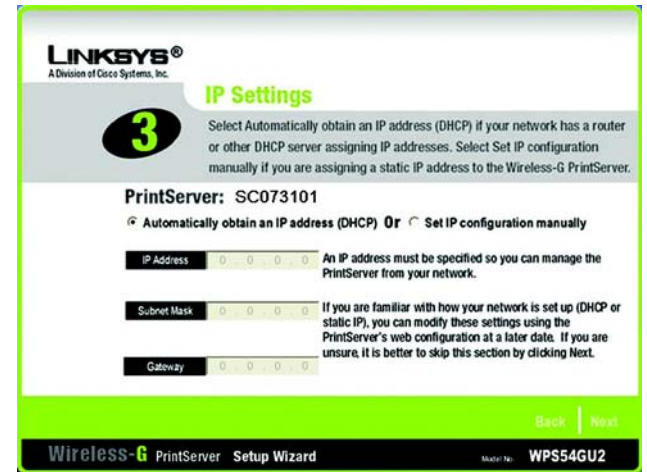 LINKSYS®
A Division of Cisco Systems, Inc.
IP Settings
3
Select Automatically obtain an IP address (DHCP) if your network has a router
or other DHCP server assigning IP addresses. Select Set IP configuration
manually if you are assigning a static IP address to the Wireless-G PrintServer.
PrintServer: SC073101
Automatically obtain an IP address (DHCP) Or Set IP configuration manually
IP Address 0 . 0 . 0 . 0 An IP address must be specified so you can manage the
PrintServer from your network.
Subnet Mask 0 . 0 . 0 . 0 If you are familiar with how your network is set up (DHCP or
static IP), you can modify these settings using the
PrintServer's web configuration at a later date. If you are
unsure, it is better to skip this section by clicking Next.
Gateway 0 . 0 . 0 . 0
Back Next
Wireless-G PrintServer Setup Wizard Model No. WPS54GU2